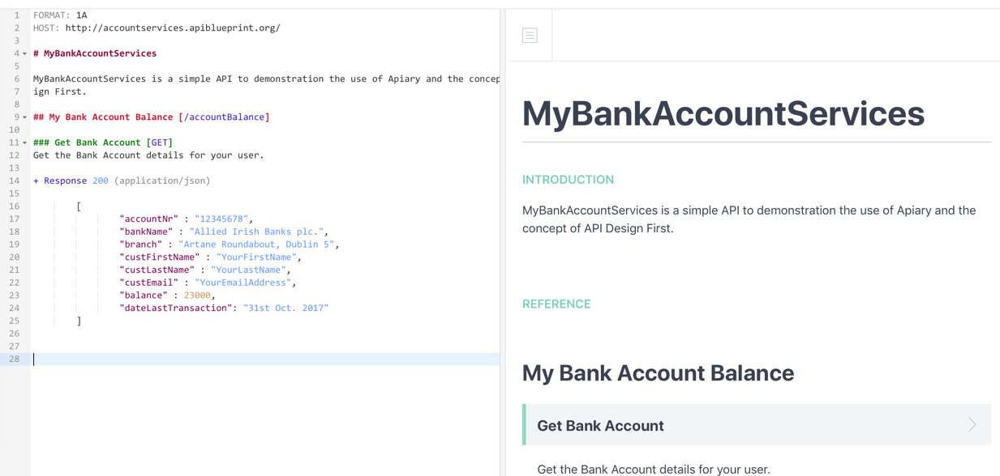 1 FORMAT: 1A
2 HOST: http://accountservices.apiblueprint.org/
3
4 # MyBankAccountServices
5
6 MyBankAccountServices is a simple API to demonstration the use of Apiary and the concep
7 ign First.
8
9 ## My Bank Account Balance [/accountBalance]
10
11 ### Get Bank Account [GET]
12 Get the Bank Account details for your user.
13
14 + Response 200 (application/json)
15
16 [
17 "accountNr" : "12345678",
18 "bankName" : "Allied Irish Banks plc.",
19 "branch" : "Artane Roundabout, Dublin 5",
20 "custFirstName" : "YourFirstName",
21 "custLastName" : "YourLastName",
22 "custEmail" : "YourEmailAddress",
23 "balance" : 23000,
24 "dateLastTransaction": "31st Oct. 2017"
25 ]
26
27
28
MyBankAccountServices
INTRODUCTION
MyBankAccountServices is a simple API to demonstration the use of Apiary and the
concept of API Design First.
REFERENCE
My Bank Account Balance
Get Bank Account
Get the Bank Account details for your user.